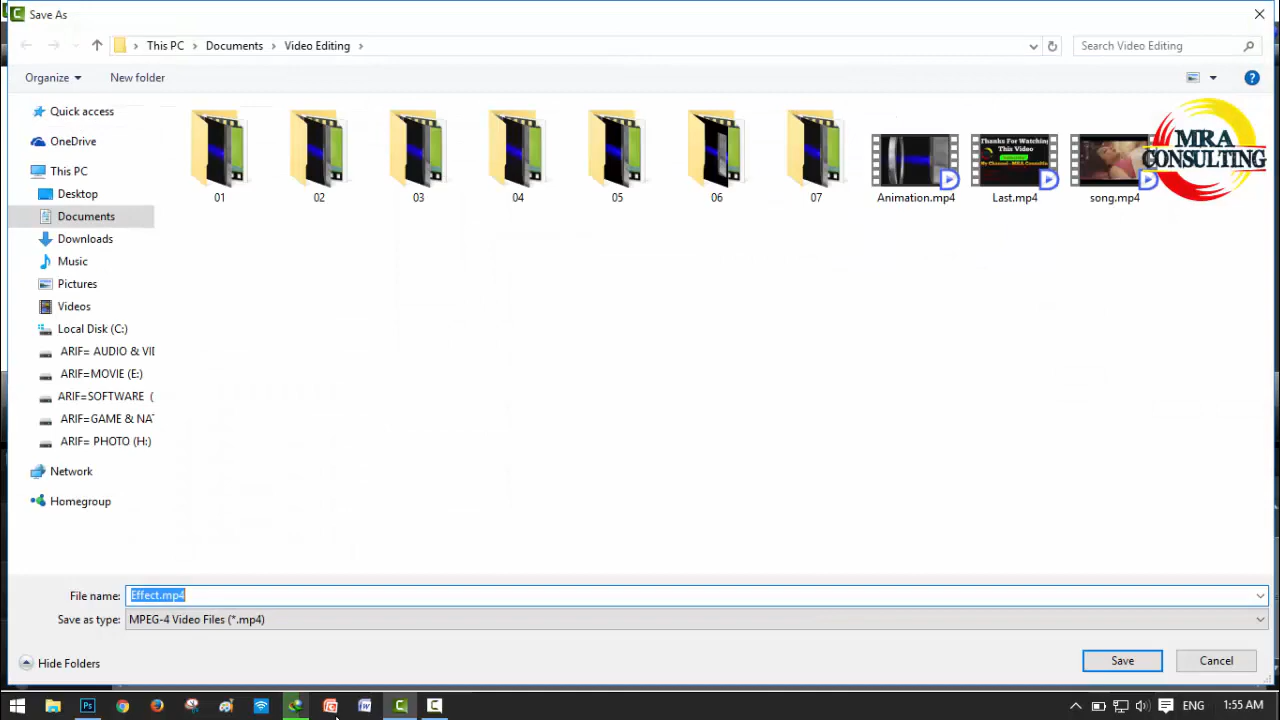 Save As
This PC
Documents
Video Editing
Search Video Editing
Organize
New folder
Quick access
OneDrive
This PC
Desktop
Documents
Downloads
Music
Pictures
Videos
Local Disk (C:)
ARIF= AUDIO & VI
ARIF=MOVIE (E:)
ARIF=SOFTWARE (
ARIF=GAME & NA
ARIF= PHOTO (H:)
Network
Homegroup
01
02
03
04
05
06
07
Thanks For Watching
This Video
Animation.mp4
Last.mp4
song.mp4
MRA
CONSULTING
File name:
Effect.mp4
Save as type:
MPEG-4 Video Files (*.mp4)
Hide Folders
Save
Cancel
Ps
ENG
1:55 AM